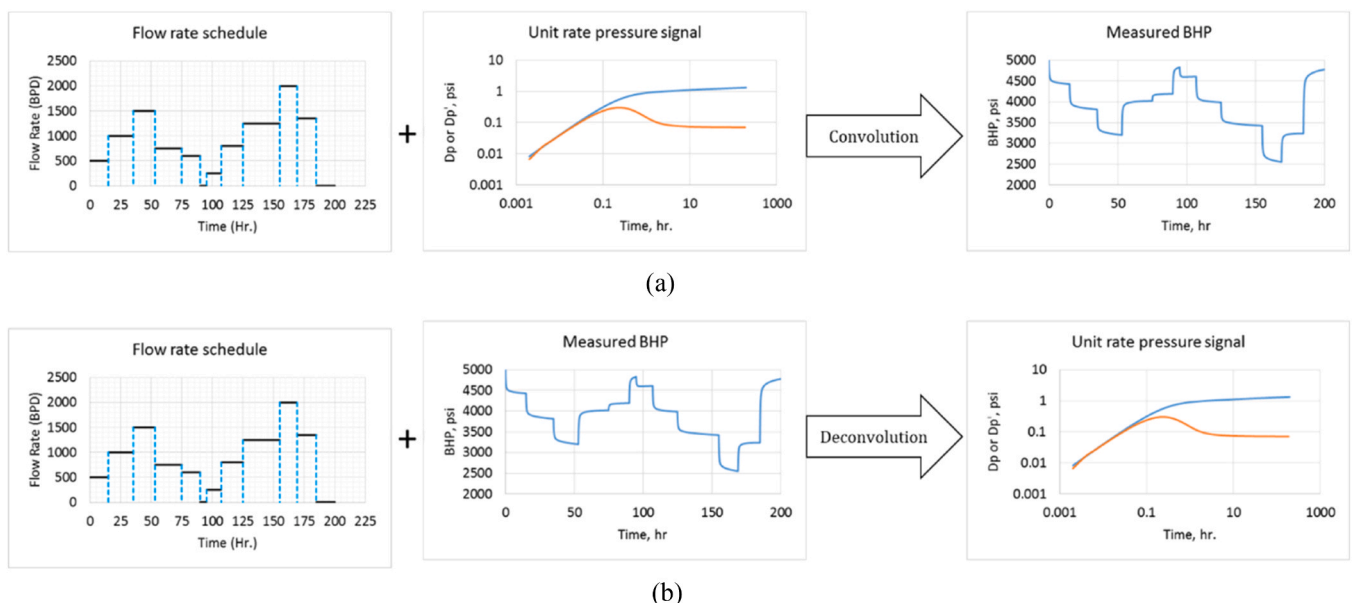 Flow rate schedule
2500
2000
1500
1000
500
0
Flow Rate (BPD)
0 25 50 75 100 125 150 175 200 225
Time (Hr.)
+
Unit rate pressure signal
10
1
0.1
0.01
0.001
Dp or Dp', psi
0.001 0.1 10 1000
Time, hr.
Convolution
Measured BHP
5000
4500
4000
3500
3000
2500
2000
BHP, psi
0 50 100 150 200
Time, hr
(a)
Flow rate schedule
2500
2000
1500
1000
500
0
Flow Rate (BPD)
0 25 50 75 100 125 150 175 200 225
Time (Hr.)
+
Measured BHP
5000
4500
4000
3500
3000
2500
2000
BHP, psi
0 50 100 150 200
Time, hr
Deconvolution
Unit rate pressure signal
10
1
0.1
0.01
0.001
Dp or Dp', psi
0.001 0.1 10 1000
Time, hr.
(b)